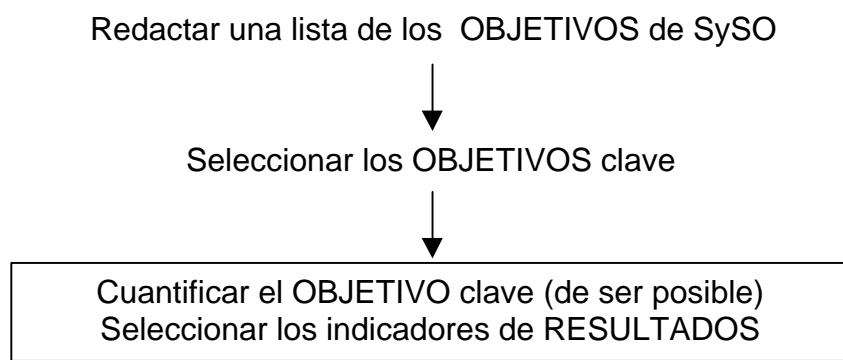 Redactar una lista de los OBJETIVOS de SySO
Seleccionar los OBJETIVOS clave
Cuantificar el OBJETIVO clave (de ser posible)
Seleccionar los indicadores de RESULTADOS